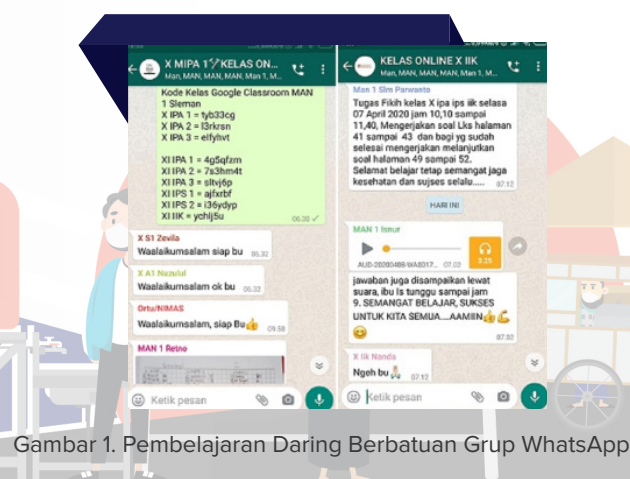 X MIPA 1 KELAS ON...
Man, MAN, MAN, MAN, Man 1, M...
Kode Kelas Google Classroom MAN
1 Sleman
X IPA 1 = tyb33cg
X IPA 2 = l3rkrsn
X IPA 3 = elfyhvt
XI IPA 1 = 4g5qfzm
XI IPA 2 = 7s3hm4t
XI IPA 3 = sltvj6p
XI IPS 1 = ajfxrbf
XI IPS 2 = i36ydyp
XI IIK = ychlj5u
06.30
X S1 Zevila
Waalaikumsalam siap bu 06.32
X A1 Nuzulul
Waalaikumsalam ok bu 06.32
Ortu/NIMAS
Waalaikumsalam, siap Bu👍 09.58
MAN 1 Retno
Ketik pesan
KELAS ONLINE X IIK
Man, MAN, MAN, MAN, Man 1, M...
Man 1 Slm Parwanto
Tugas Fikih kelas X ipa ips iik selasa
07 April 2020 jam 10,10 sampai
11,40, Mengerjakan soal Lks halaman
41 sampai 43 dan bagi yg sudah
selesai mengerjakan melanjutkan
soal halaman 49 sampai 52.
Selamat belajar tetap semangat jaga
kesehatan dan sujses selalu..... 07.12
HARI INI
MAN 1 Isnur
3:25
07.02
jawaban juga disampaikan lewat
suara, ibu Is tunggu sampai jam
9. SEMANGAT BELAJAR, SUKSES
UNTUK KITA SEMUA....AAMIIN👍💪
😊 07.02
X Iik Nanda
Ngeh bu🙏 07.12
Ketik pesan
Gambar 1. Pembelajaran Daring Berbatuan Grup WhatsApp